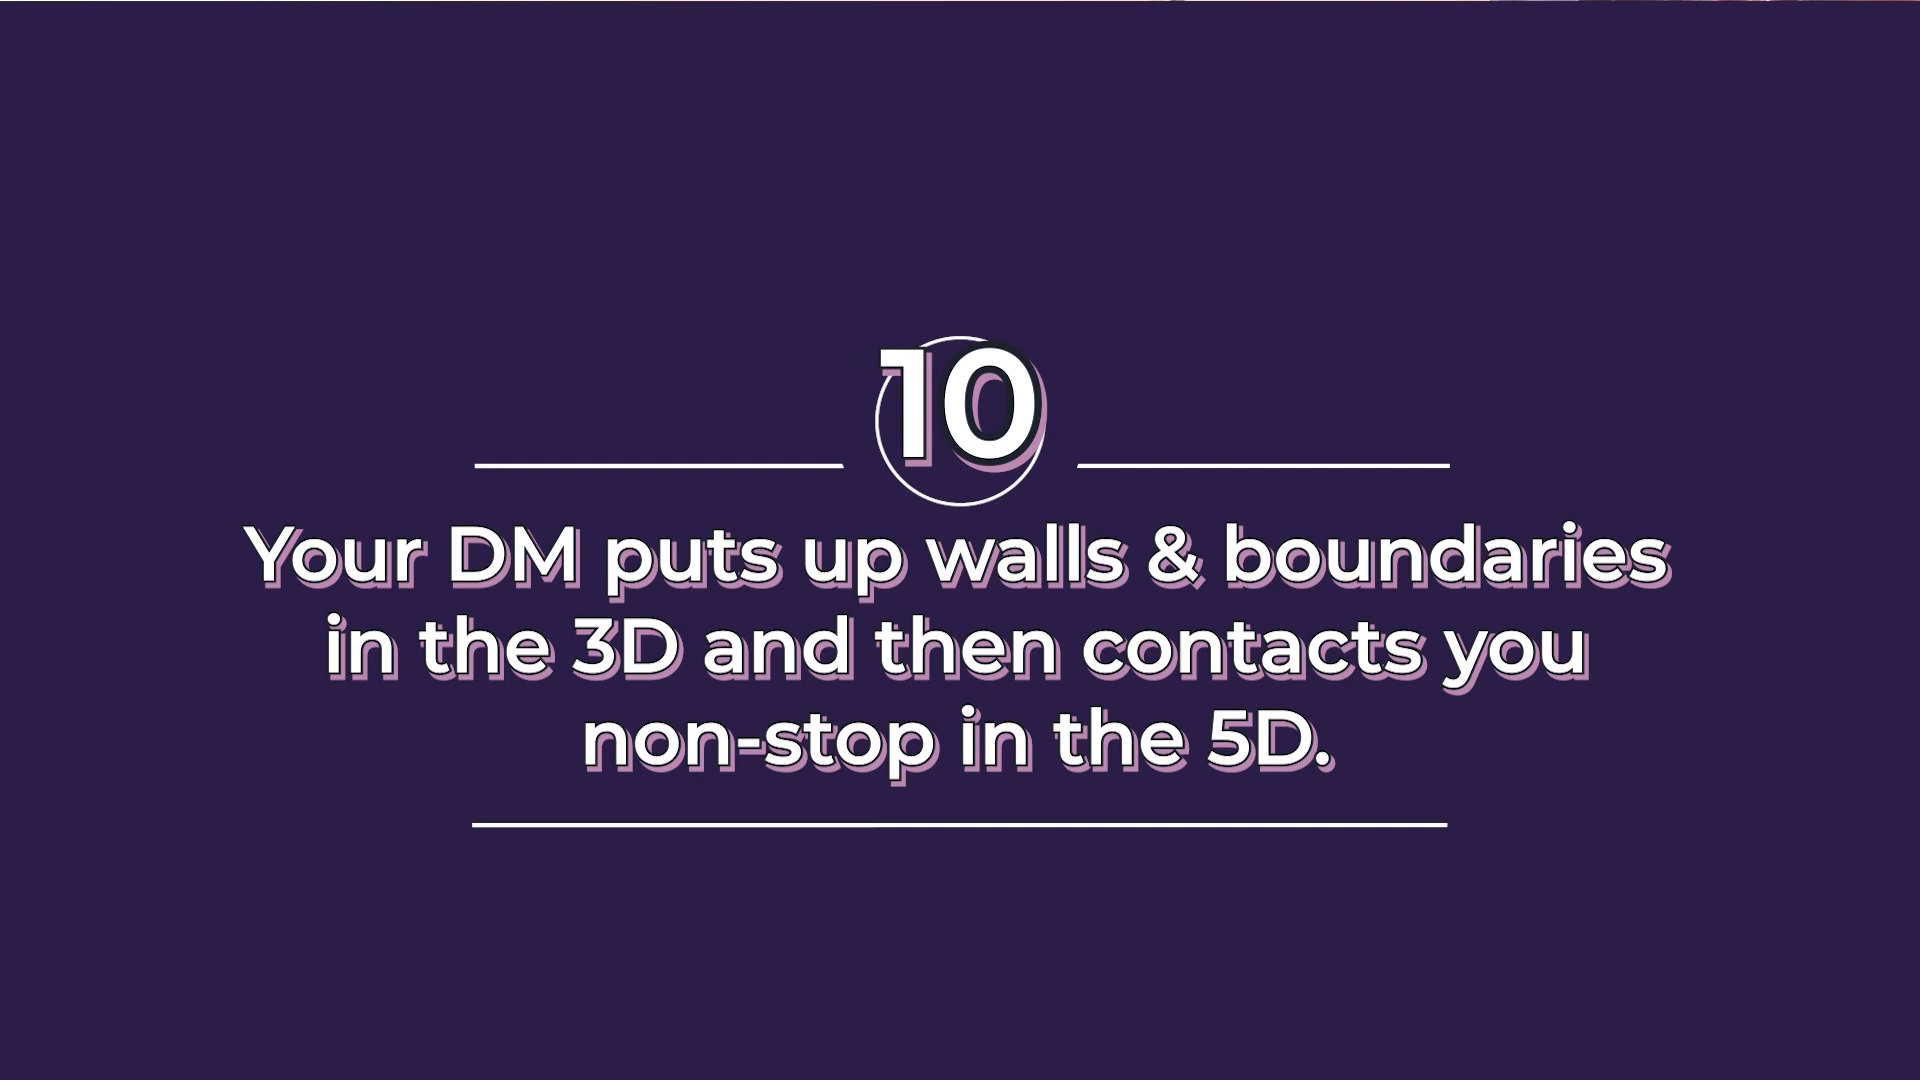 10
Your DM puts up walls & boundaries
in the 3D and then contacts you
non-stop in the 5D.